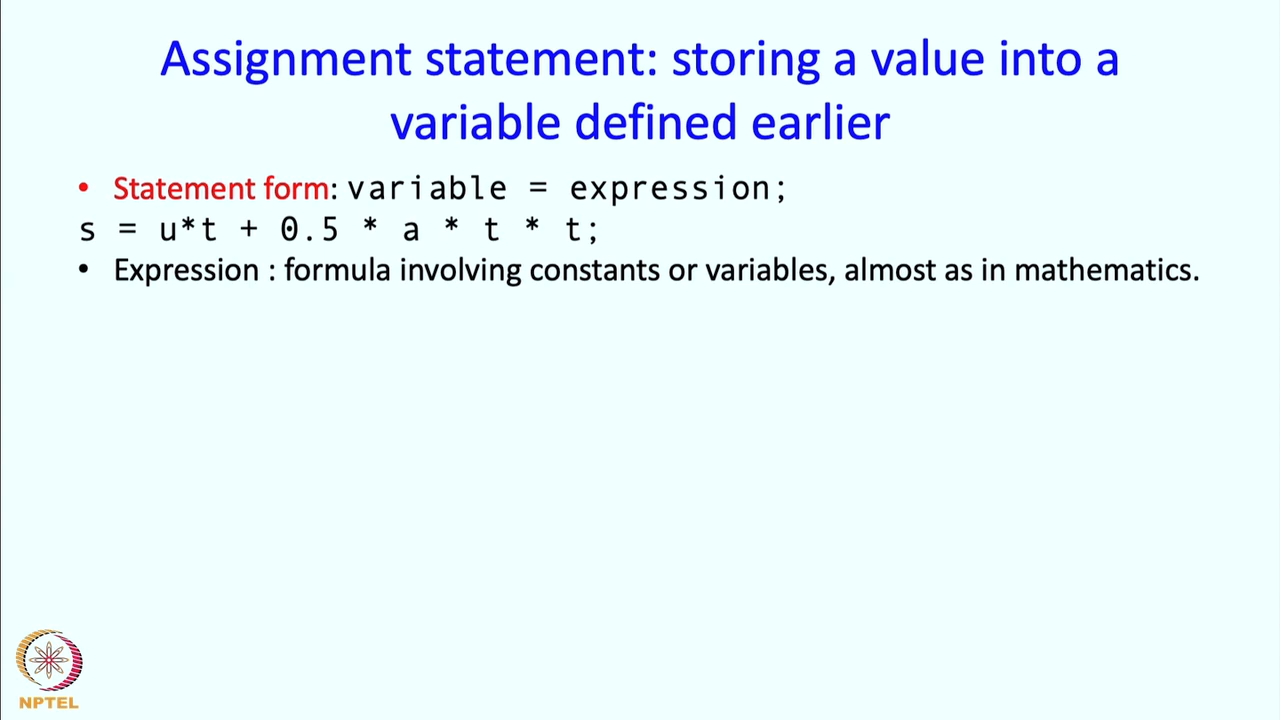 Assignment statement: storing a value into a
variable defined earlier
• Statement form: variable = expression;
s = u*t + 0.5 * a * t * t;
• Expression : formula involving constants or variables, almost as in mathematics.
NPTEL